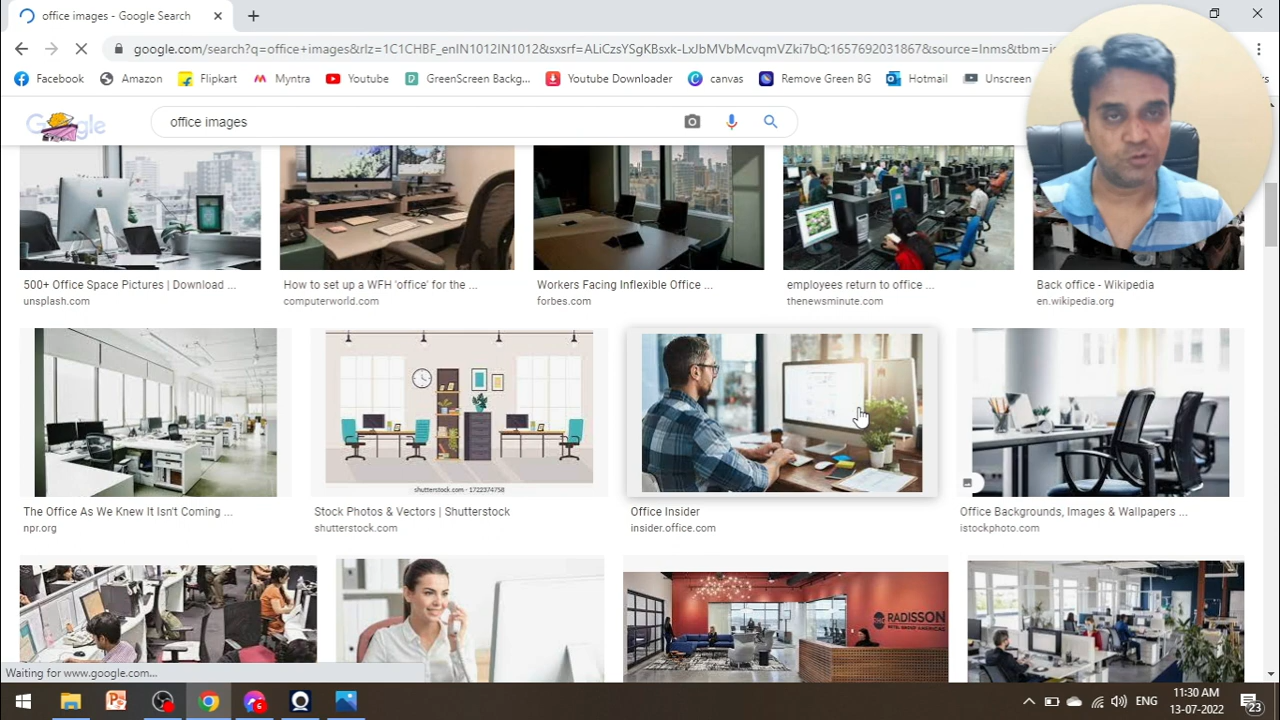 office images - Google Search
google.com/search?q=office+images&rlz=1C1CHBF_enIN1012IN1012&sxsrf=ALiCzsYSgKBsxk-LxJbMVbMcvqmVZki7bQ:1657692031867&source=lnms&tbm=i
Facebook Amazon Flipkart Myntra Youtube GreenScreen Backg... Youtube Downloader canvas Remove Green BG Hotmail Unscreen
office images
500+ Office Space Pictures | Download ... How to set up a WFH 'office' for the ... Workers Facing Inflexible Office ... employees return to office ... Back office - Wikipedia
unsplash.com computerworld.com forbes.com thenewsminute.com en.wikipedia.org
shutterstock.com · 1722374758
The Office As We Knew It Isn't Coming ... Stock Photos & Vectors | Shutterstock Office Insider Office Backgrounds, Images & Wallpapers ...
npr.org shutterstock.com insider.office.com istockphoto.com
RADISSON
Waiting for www.google.com...
ENG 11:30 AM
13-07-2022 23